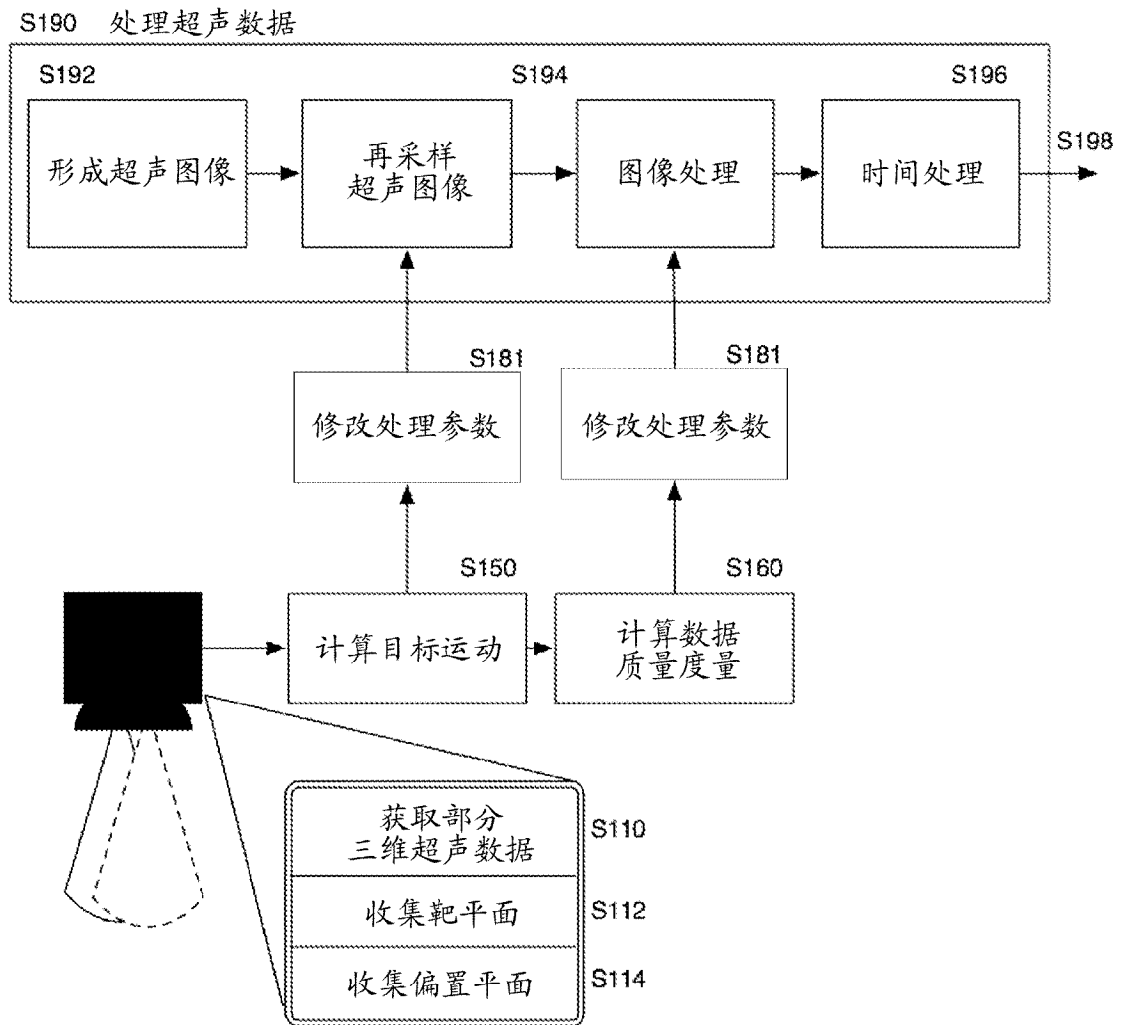 S190 处理超声数据
S192
S194
S196
形成超声图像
再采样
超声图像
图像处理
时间处理
S198
S181
S181
修改处理参数
修改处理参数
S150
S160
计算目标运动
计算数据
质量度量
获取部分
三维超声数据
S110
收集靶平面
S112
收集偏置平面
S114